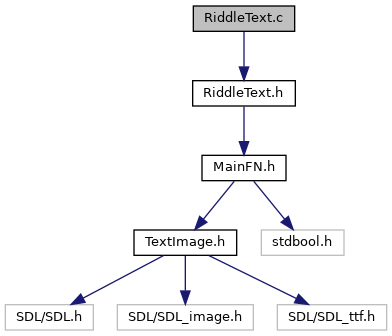 RiddleText.c
RiddleText.h
MainFN.h
TextImage.h
stdbool.h
SDL/SDL.h
SDL/SDL_image.h
SDL/SDL_ttf.h